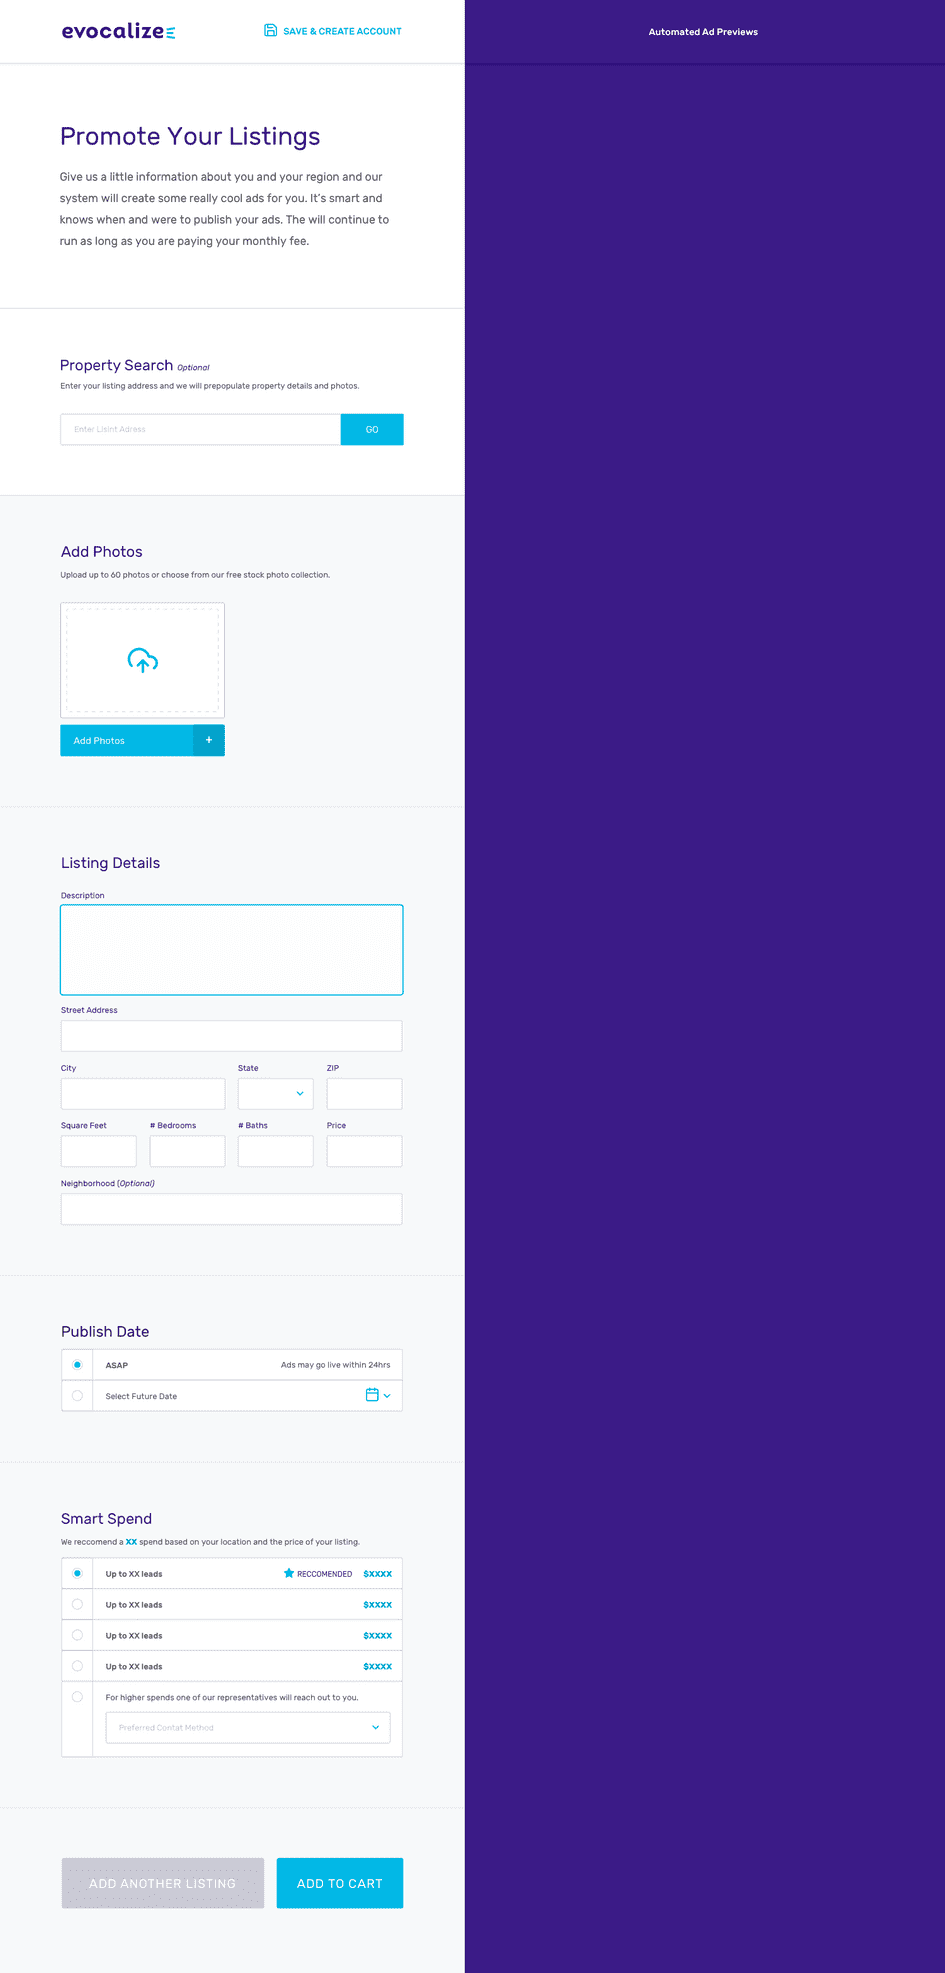 evocalize
SAVE & CREATE ACCOUNT
Automated Ad Previews
Promote Your Listings
Give us a little information about you and your region and our
system will create some really cool ads for you. It's smart and
knows when and were to publish your ads. The will continue to
run as long as you are paying your monthly fee.
Property Search Optional
Enter your listing address and we will prepopulate property details and photos.
Enter Lisint Adress
GO
Add Photos
Upload up to 60 photos or choose from our free stock photo collection.
Add Photos +
Listing Details
Description
Street Address
City State ZIP
Square Feet # Bedrooms # Baths Price
Neighborhood (Optional)
Publish Date
ASAP Ads may go live within 24hrs
Select Future Date
Smart Spend
We reccomend a XX spend based on your location and the price of your listing.
Up to XX leads RECCOMENDED $XXXX
Up to XX leads $XXXX
Up to XX leads $XXXX
Up to XX leads $XXXX
For higher spends one of our representatives will reach out to you.
Preferred Contat Method
ADD ANOTHER LISTING
ADD TO CART